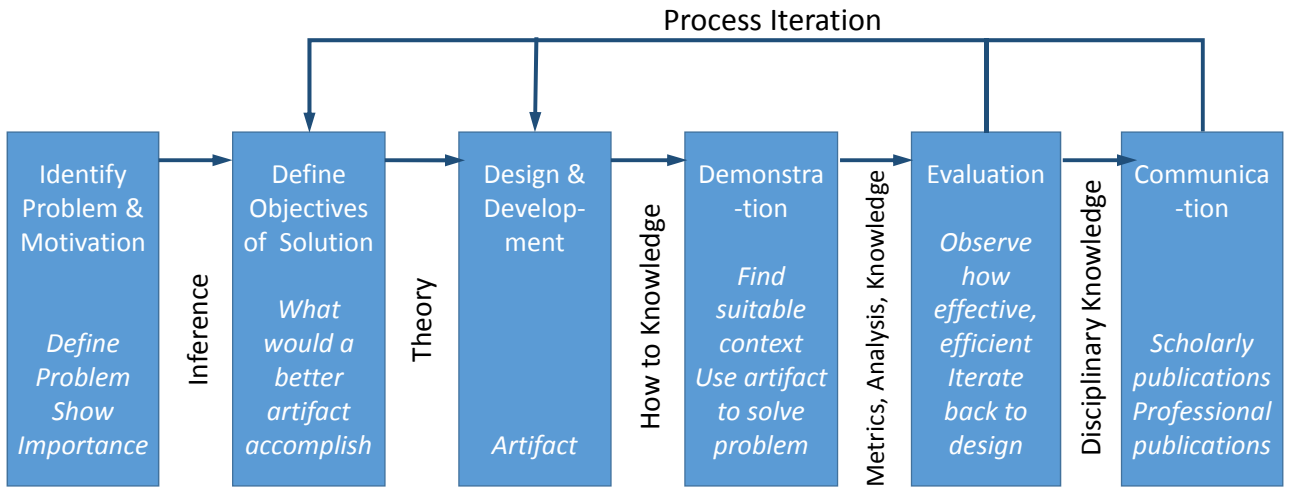 Process Iteration
Identify
Problem &
Motivation
Define
Problem
Show
Importance
Inference
Define
Objectives
of Solution
What
would a
better
artifact
accomplish
Theory
Design &
Develop-
ment
Artifact
How to Knowledge
Demonstra
-tion
Find
suitable
context
Use artifact
to solve
problem
Metrics, Analysis, Knowledge
Evaluation
Observe
how
effective,
efficient
Iterate
back to
design
Disciplinary Knowledge
Communica
-tion
Scholarly
publications
Professional
publications